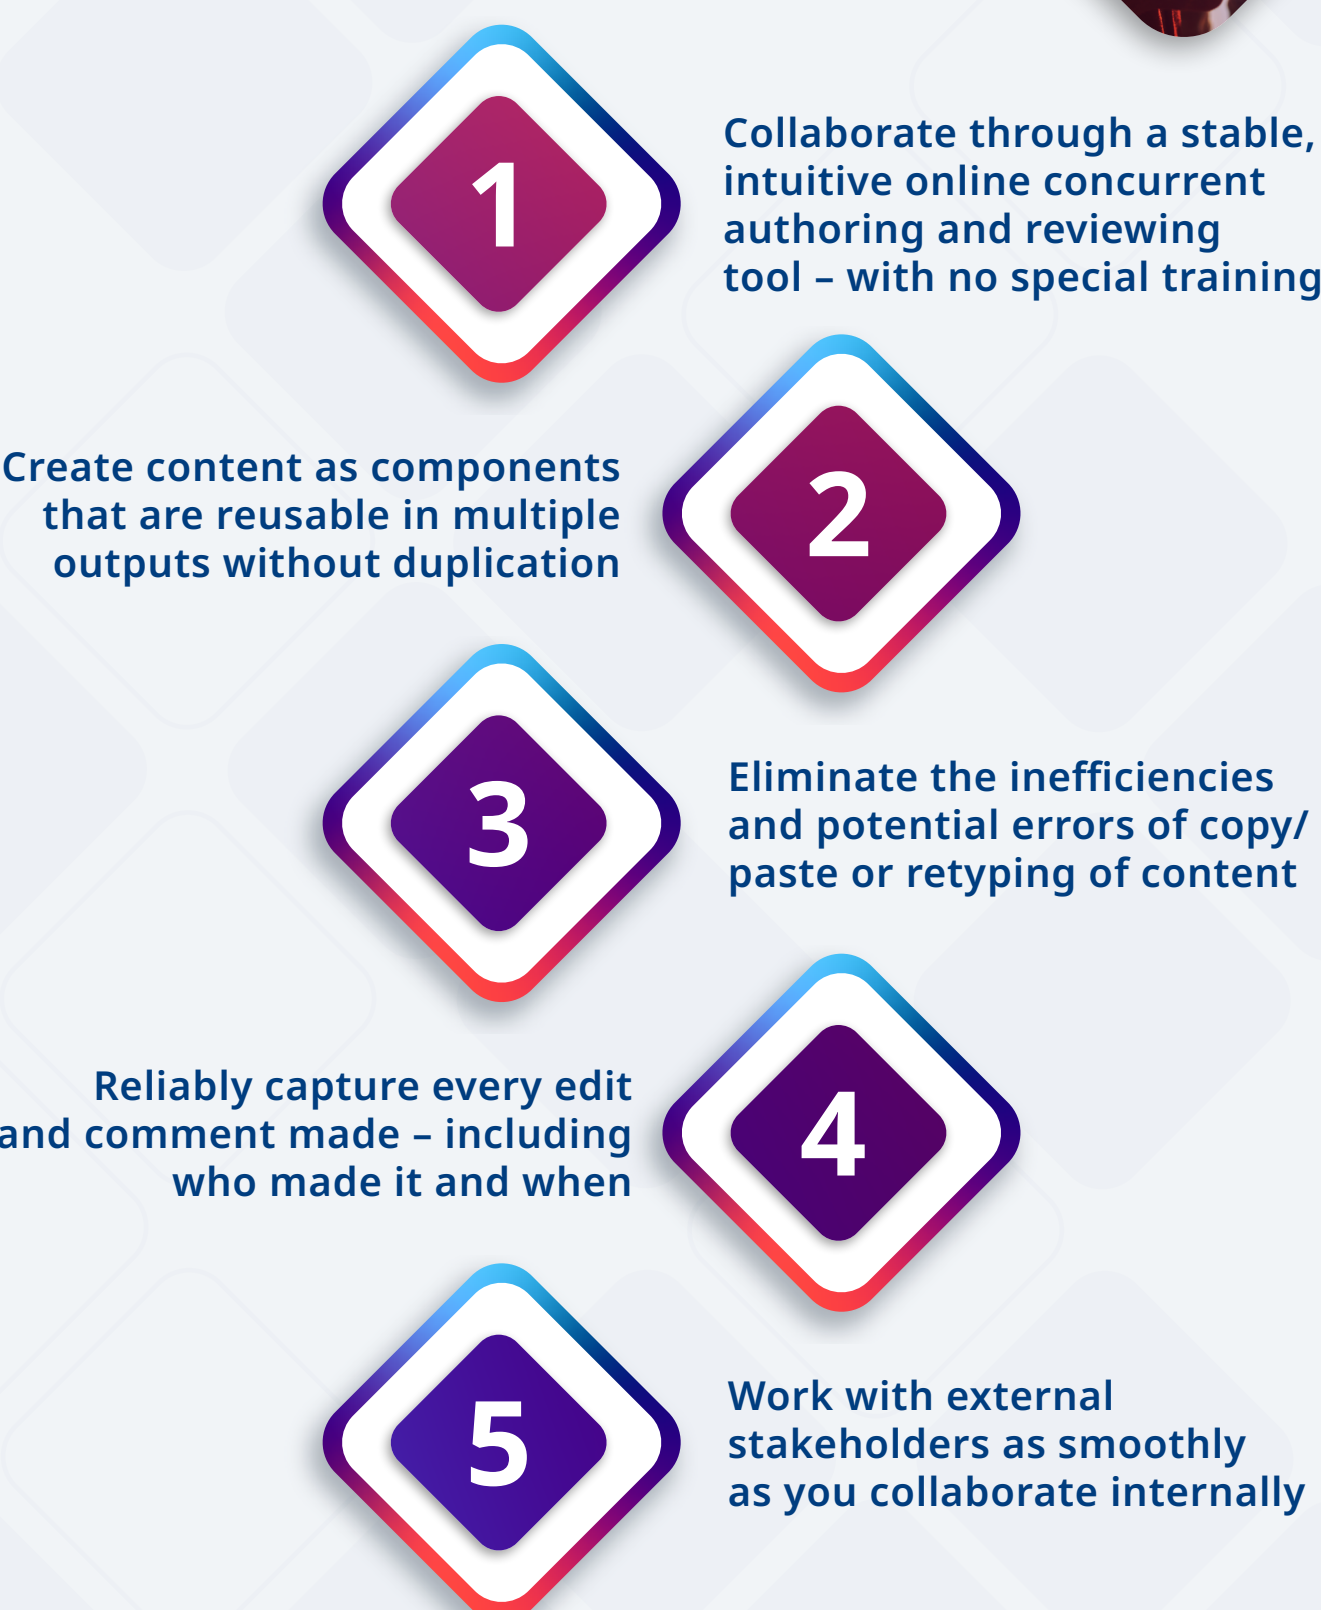 1
Collaborate through a stable,
intuitive online concurrent
authoring and reviewing
tool – with no special training
Create content as components
that are reusable in multiple
outputs without duplication
2
3
Eliminate the inefficiencies
and potential errors of copy/
paste or retyping of content
Reliably capture every edit
and comment made – including
who made it and when
4
5
Work with external
stakeholders as smoothly
as you collaborate internally